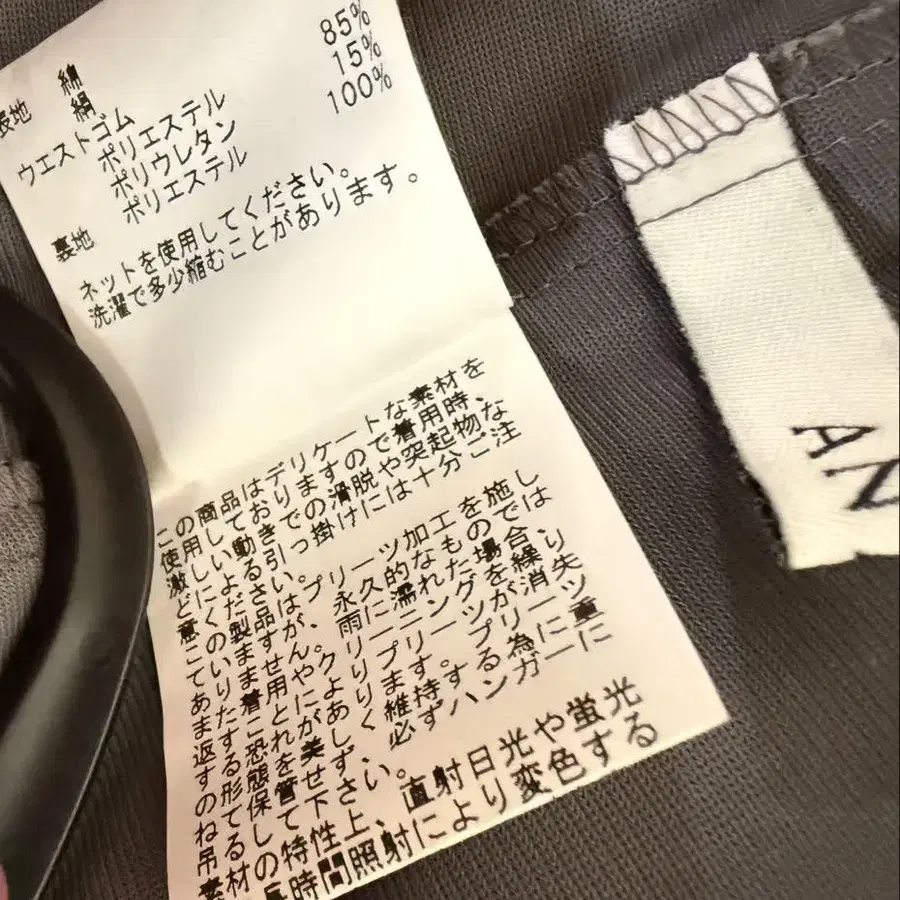 表地 綿
絹
ウエストゴム
ポリエステル 85%
ポリウレタン 15%
裏地 ポリエステル 100%
ネットを使用してください。
洗濯で多少縮むことがあります。
この商品はデリケートな素材を
使用しておりますので着用時、
激しい動きでの滑脱や突起物な
どによる引っ掛けには十分ご注
意ください。
この製品は、プリーツ加工を施し
てありますが、永久的なものでは
ありません。雨に濡れた場合、
また着用やクリーニングを繰り
返すことによりプリーツが消失
する恐れがあります。プリーツ
の形態を美しく維持する為に重
ねて保管せず、必ずハンガーに
吊るして下さい。
素材の特性上、直射日光や蛍光
長時間照射により変色する
AN